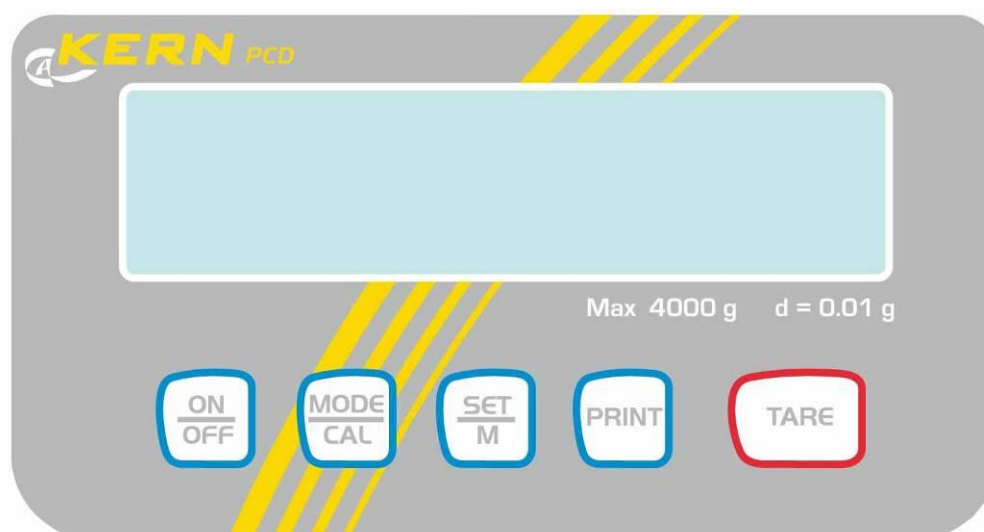 KERN PCD
Max 4000 g d = 0.01 g
ON
OFF
MODE
CAL
SET
M
PRINT
TARE